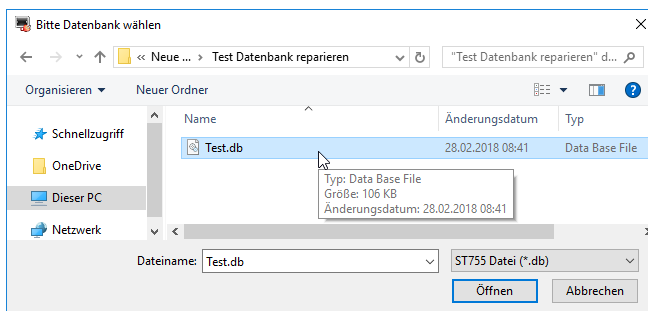 Bitte Datenbank wählen
« Neue ... > Test Datenbank reparieren
"Test Datenbank reparieren" d...
Organisieren
Neuer Ordner
Name
Änderungsdatum
Typ
Schnellzugriff
OneDrive
Dieser PC
Netzwerk
Test.db
28.02.2018 08:41
Data Base File
Typ: Data Base File
Größe: 106 KB
Änderungsdatum: 28.02.2018 08:41
Dateiname:
Test.db
ST755 Datei (*.db)
Öffnen
Abbrechen